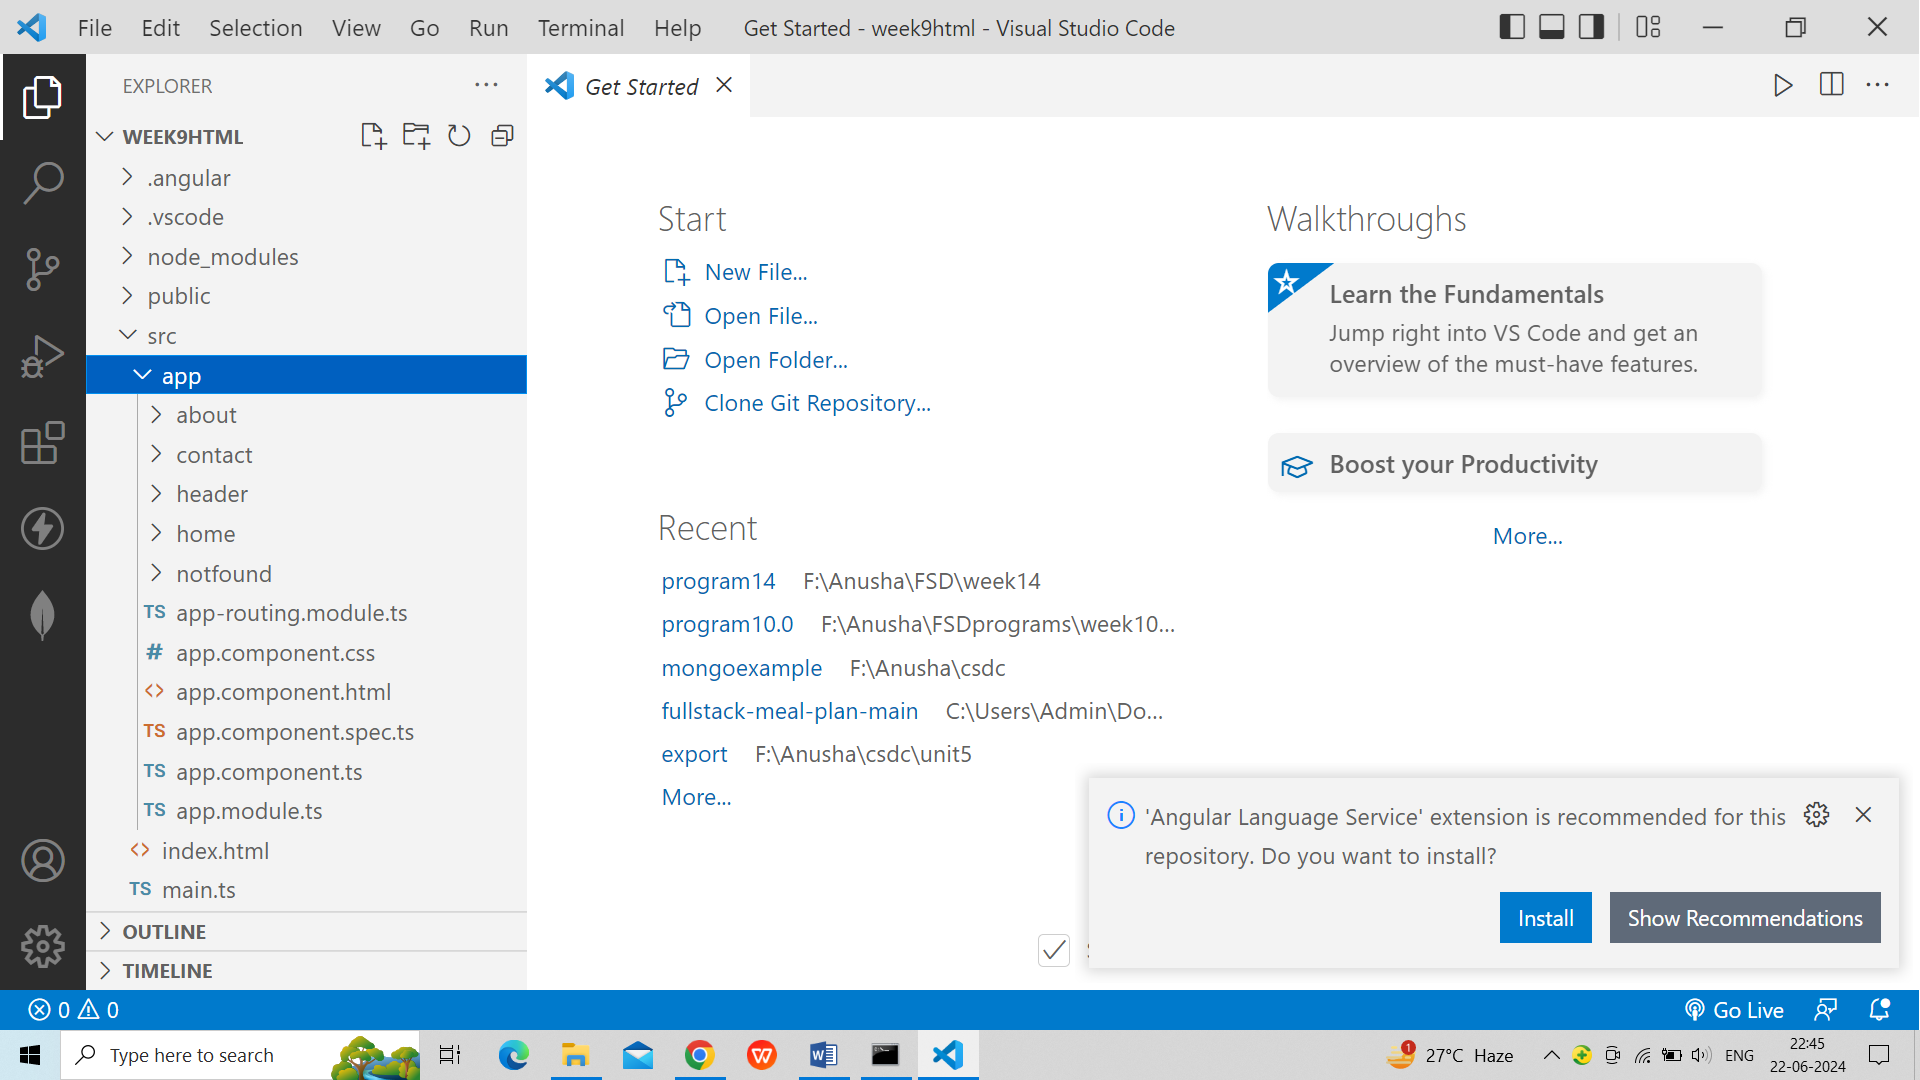 File Edit Selection View Go Run Terminal Help Get Started - week9html - Visual Studio Code
EXPLORER
Get Started
WEEK9HTML
.angular
.vscode
node_modules
public
src
app
about
contact
header
home
notfound
TS app-routing.module.ts
# app.component.css
<> app.component.html
TS app.component.spec.ts
TS app.component.ts
TS app.module.ts
<> index.html
TS main.ts
OUTLINE
TIMELINE
Start
New File...
Open File...
Open Folder...
Clone Git Repository...
Recent
program14 F:\Anusha\FSD\week14
program10.0 F:\Anusha\FSDprograms\week10...
mongoexample F:\Anusha\csdc
fullstack-meal-plan-main C:\Users\Admin\Do...
export F:\Anusha\csdc\unit5
More...
Walkthroughs
Learn the Fundamentals
Jump right into VS Code and get an
overview of the must-have features.
Boost your Productivity
More...
'Angular Language Service' extension is recommended for this
repository. Do you want to install?
Install Show Recommendations
0 0
Go Live
Type here to search
1
27°C Haze
ENG
22:45
22-06-2024